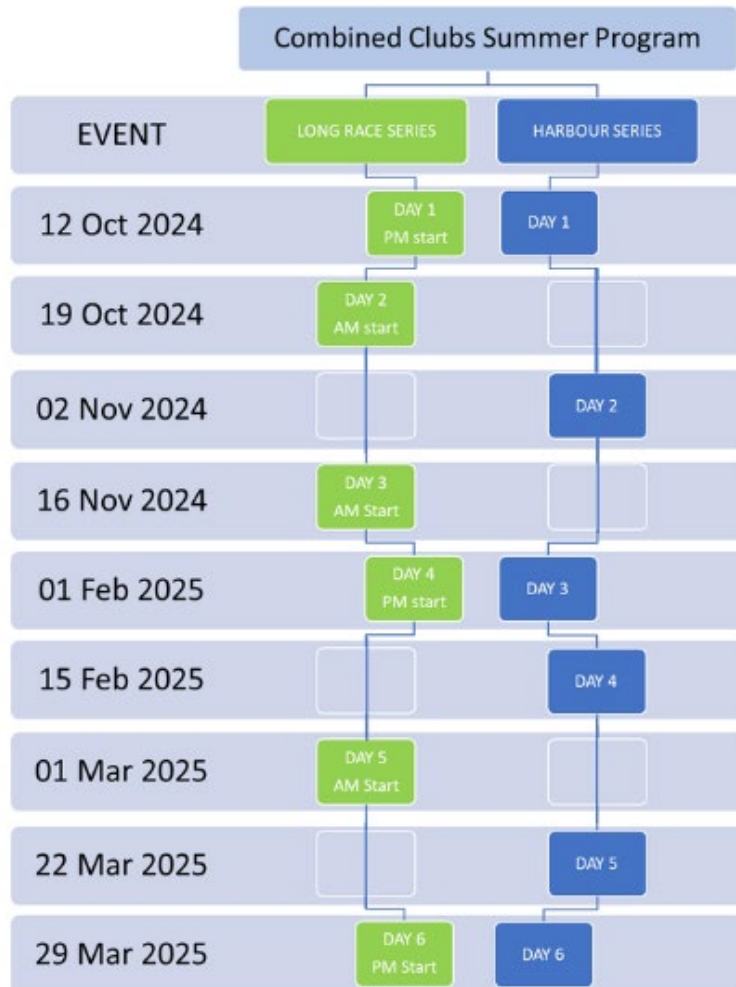 Combined Clubs Summer Program
EVENT
LONG RACE SERIES
HARBOUR SERIES
12 Oct 2024
DAY 1
PM start
DAY 1
19 Oct 2024
DAY 2
AM start
02 Nov 2024
DAY 2
16 Nov 2024
DAY 3
AM Start
01 Feb 2025
DAY 4
PM start
DAY 3
15 Feb 2025
DAY 4
01 Mar 2025
DAY 5
AM Start
22 Mar 2025
DAY 5
29 Mar 2025
DAY 6
PM Start
DAY 6